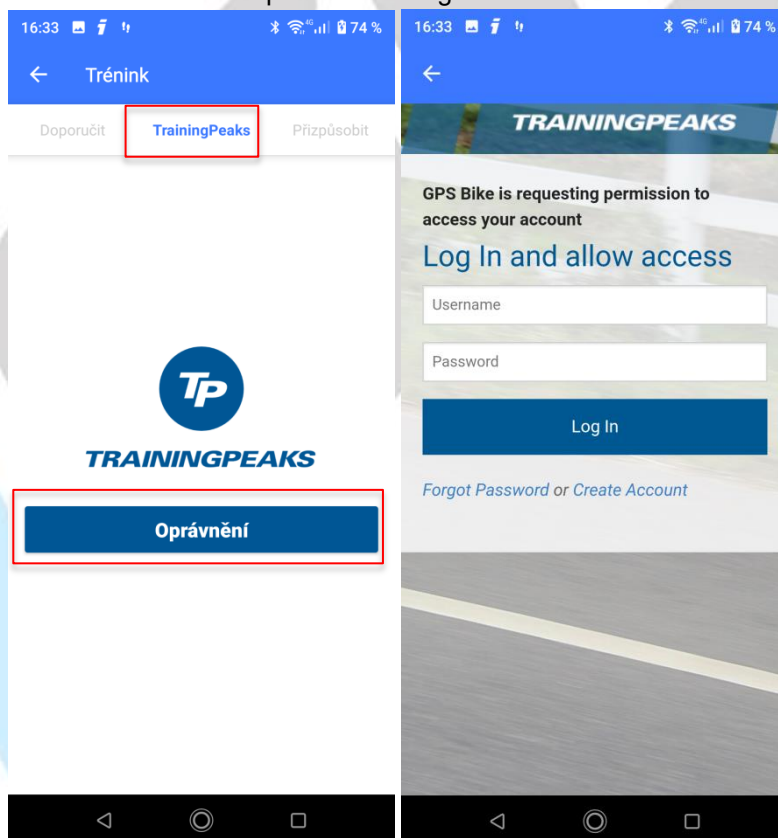 16:33 74 %
Trénink
Doporučit TrainingPeaks Přizpůsobit
TP
TRAININGPEAKS
Oprávnění
16:33 4G 74 %
TRAININGPEAKS
GPS Bike is requesting permission to
access your account
Log In and allow access
Username
Password
Log In
Forgot Password or Create Account